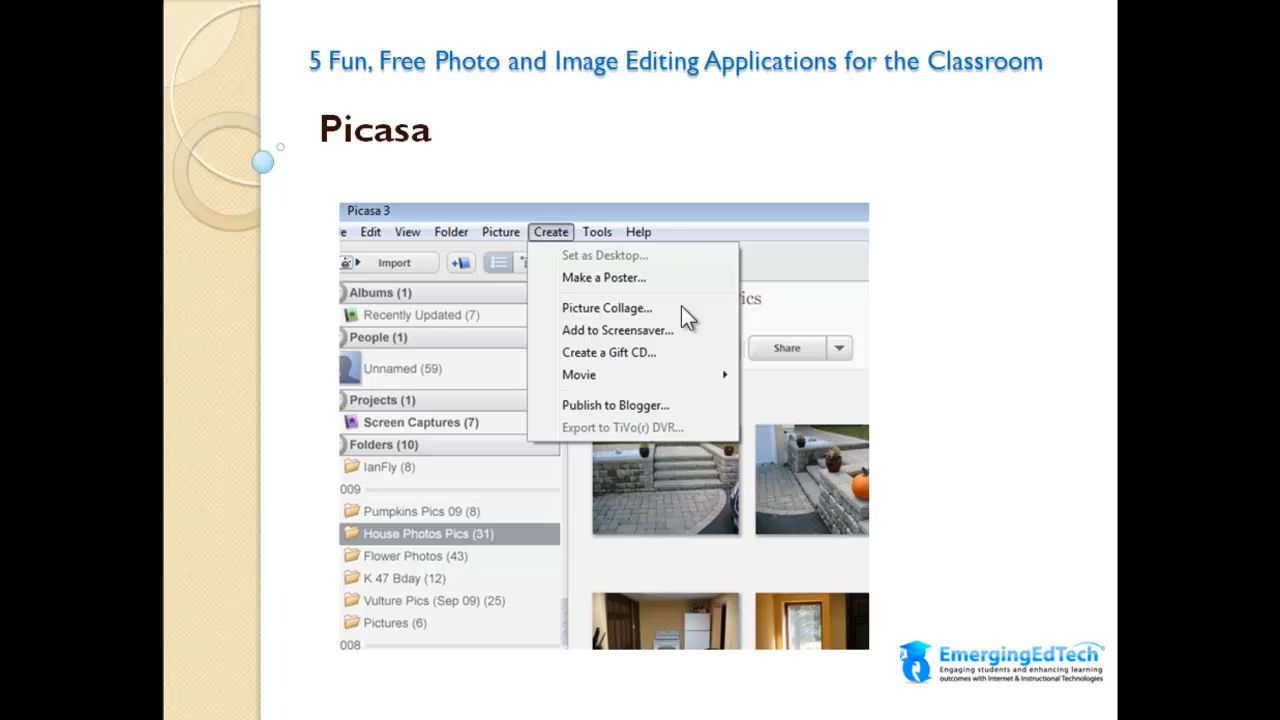 5 Fun, Free Photo and Image Editing Applications for the Classroom
Picasa
Picasa 3
Edit View Folder Picture Create Tools Help
Import
Set as Desktop...
Make a Poster...
Picture Collage...
Add to Screensaver...
Create a Gift CD...
Movie
Publish to Blogger...
Export to TiVo(r) DVR...
Albums (1)
Recently Updated (7)
People (1)
Unnamed (59)
Projects (1)
Screen Captures (7)
Folders (10)
IanFly (8)
009
Pumpkins Pics 09 (8)
House Photos Pics (31)
Flower Photos (43)
K 47 Bday (12)
Vulture Pics (Sep 09) (25)
Pictures (6)
008
ics
Share
EmergingEdTech
Engaging students and enhancing learning
outcomes with Internet & Instructional Technologies